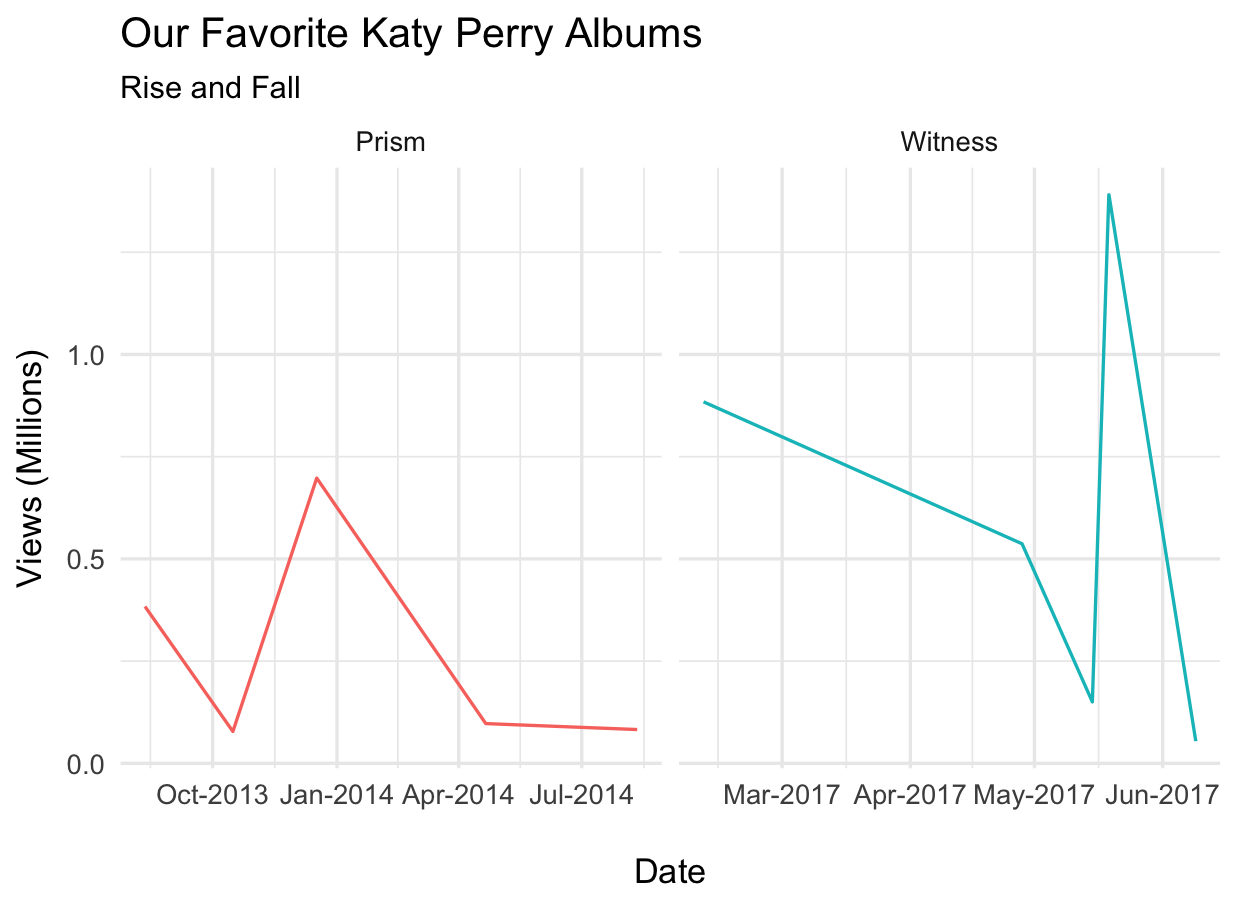 Our Favorite Katy Perry Albums
Rise and Fall
Prism
Witness
Views (Millions)
1.0
0.5
0.0
Oct-2013 Jan-2014 Apr-2014 Jul-2014
Mar-2017 Apr-2017 May-2017 Jun-2017
Date